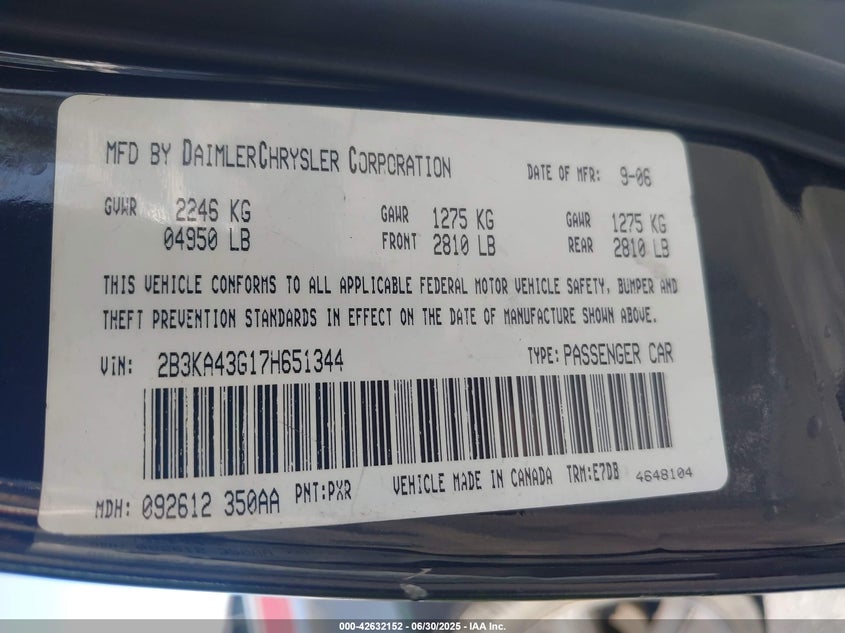 MFD BY DAIMLERCHRYSLER CORPORATION DATE OF MFR: 9-06
GVWR 2246 KG GAWR 1275 KG GAWR 1275 KG
04950 LB FRONT 2810 LB REAR 2810 LB
THIS VEHICLE CONFORMS TO ALL APPLICABLE FEDERAL MOTOR VEHICLE SAFETY, BUMPER AND
THEFT PREVENTION STANDARDS IN EFFECT ON THE DATE OF MANUFACTURE SHOWN ABOVE.
VIN: 2B3KA43G17H651344 TYPE: PASSENGER CAR
MDH: 092612 350AA PNT:PXR VEHICLE MADE IN CANADA TRM:E7DB 4648104
000-42632152 - 06/30/2025 - IAA Inc.